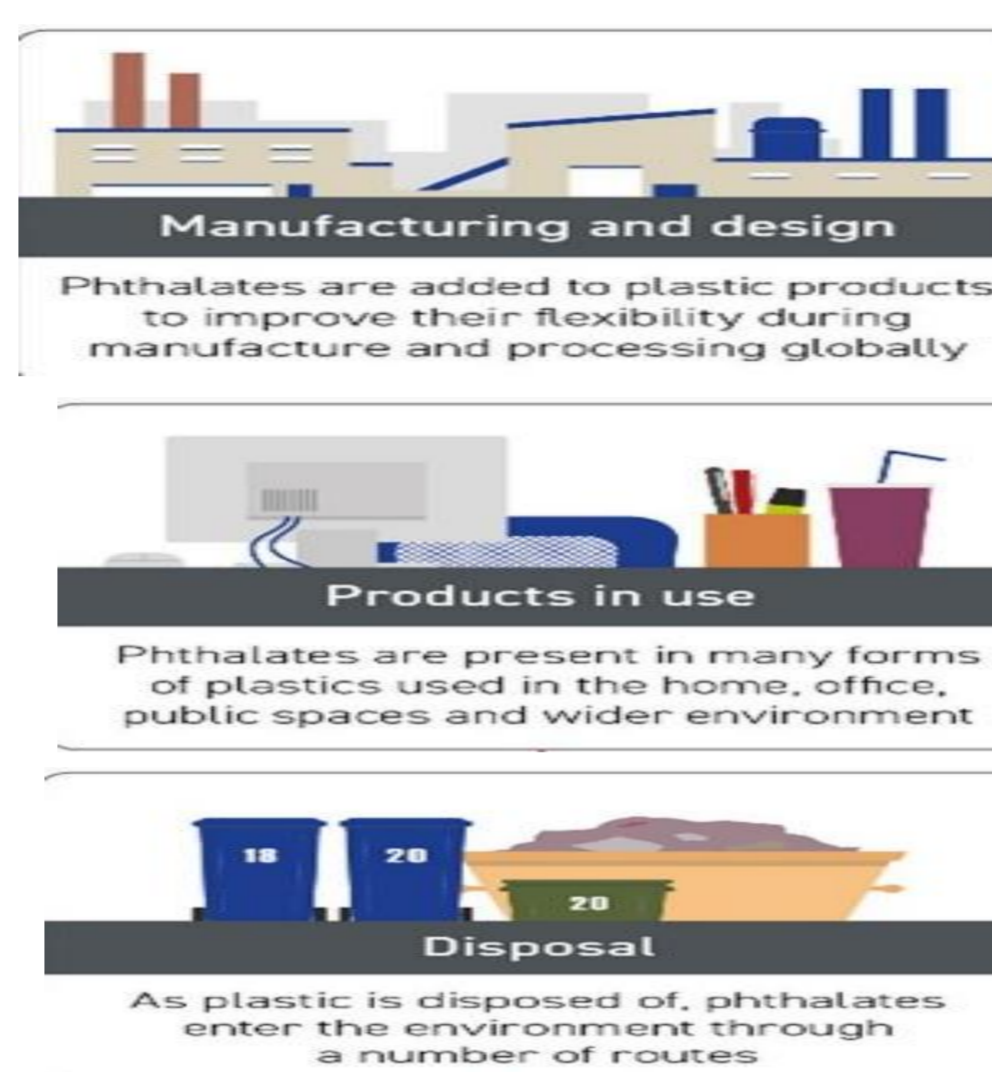 Manufacturing and design
Phthalates are added to plastic products
to improve their flexibility during
manufacture and processing globally
Products in use
Phthalates are present in many forms
of plastics used in the home, office,
public spaces and wider environment
18
20
20
Disposal
As plastic is disposed of, phthalates
enter the environment through
a number of routes